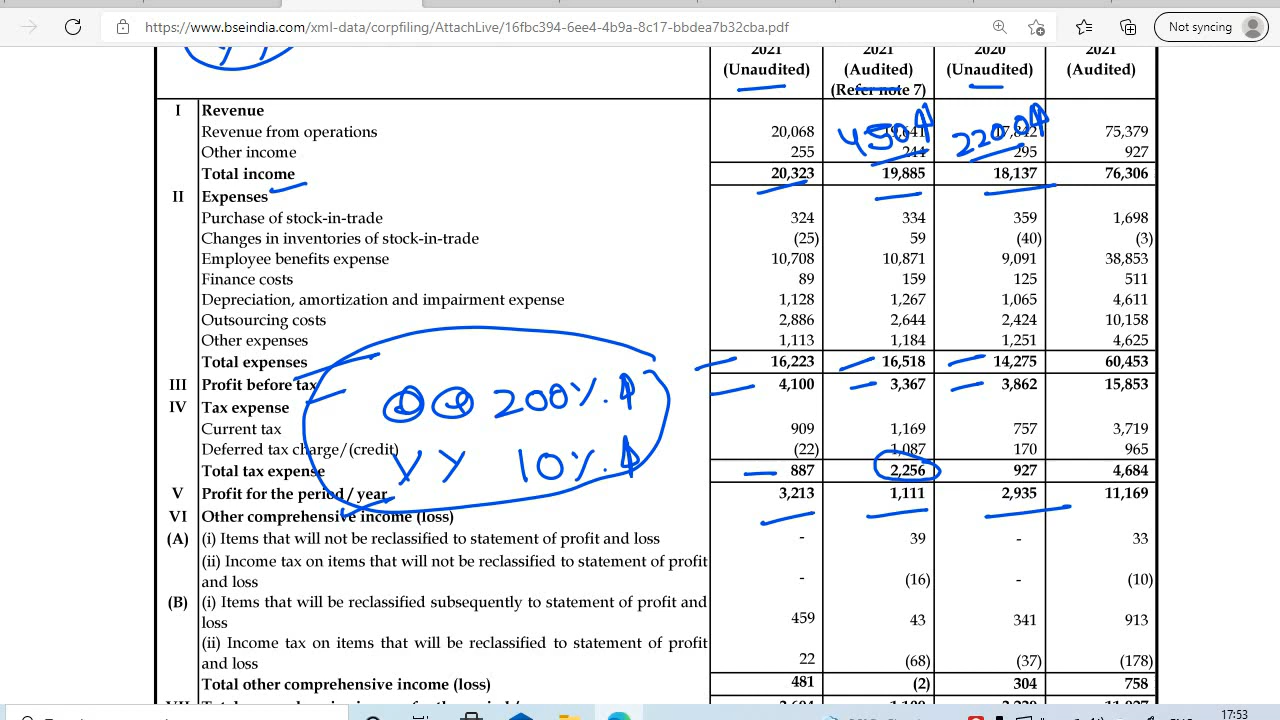 https://www.bseindia.com/xml-data/corpfiling/AttachLive/16fbc394-6ee4-4b9a-8c17-bbdea7b32cba.pdf Not syncing
2021 2021 2020 2021
(Unaudited) (Audited) (Unaudited) (Audited)
(Refer note 7)
I Revenue
450↑ 2200↑
Revenue from operations 20,068 19,641 17,842 75,379
Other income 255 244 295 927
Total income 20,323 19,885 18,137 76,306
II Expenses
Purchase of stock-in-trade 324 334 359 1,698
Changes in inventories of stock-in-trade (25) 59 (40) (3)
Employee benefits expense 10,708 10,871 9,091 38,853
Finance costs 89 159 125 511
Depreciation, amortization and impairment expense 1,128 1,267 1,065 4,611
Outsourcing costs 2,886 2,644 2,424 10,158
Other expenses 1,113 1,184 1,251 4,625
Total expenses 16,223 16,518 14,275 60,453
III Profit before tax 4,100 3,367 3,862 15,853
QQ 200%.↑
IV Tax expense
Current tax 909 1,169 757 3,719
Deferred tax charge/(credit) (22) 1,087 170 965
YY 10%.↑
Total tax expense 887 2,256 927 4,684
V Profit for the period / year 3,213 1,111 2,935 11,169
VI Other comprehensive income (loss)
(A) (i) Items that will not be reclassified to statement of profit and loss - 39 - 33
(ii) Income tax on items that will not be reclassified to statement of profit
and loss - (16) - (10)
(B) (i) Items that will be reclassified subsequently to statement of profit and
loss 459 43 341 913
(ii) Income tax on items that will be reclassified to statement of profit
and loss 22 (68) (37) (178)
Total other comprehensive income (loss) 481 (2) 304 758
17:53